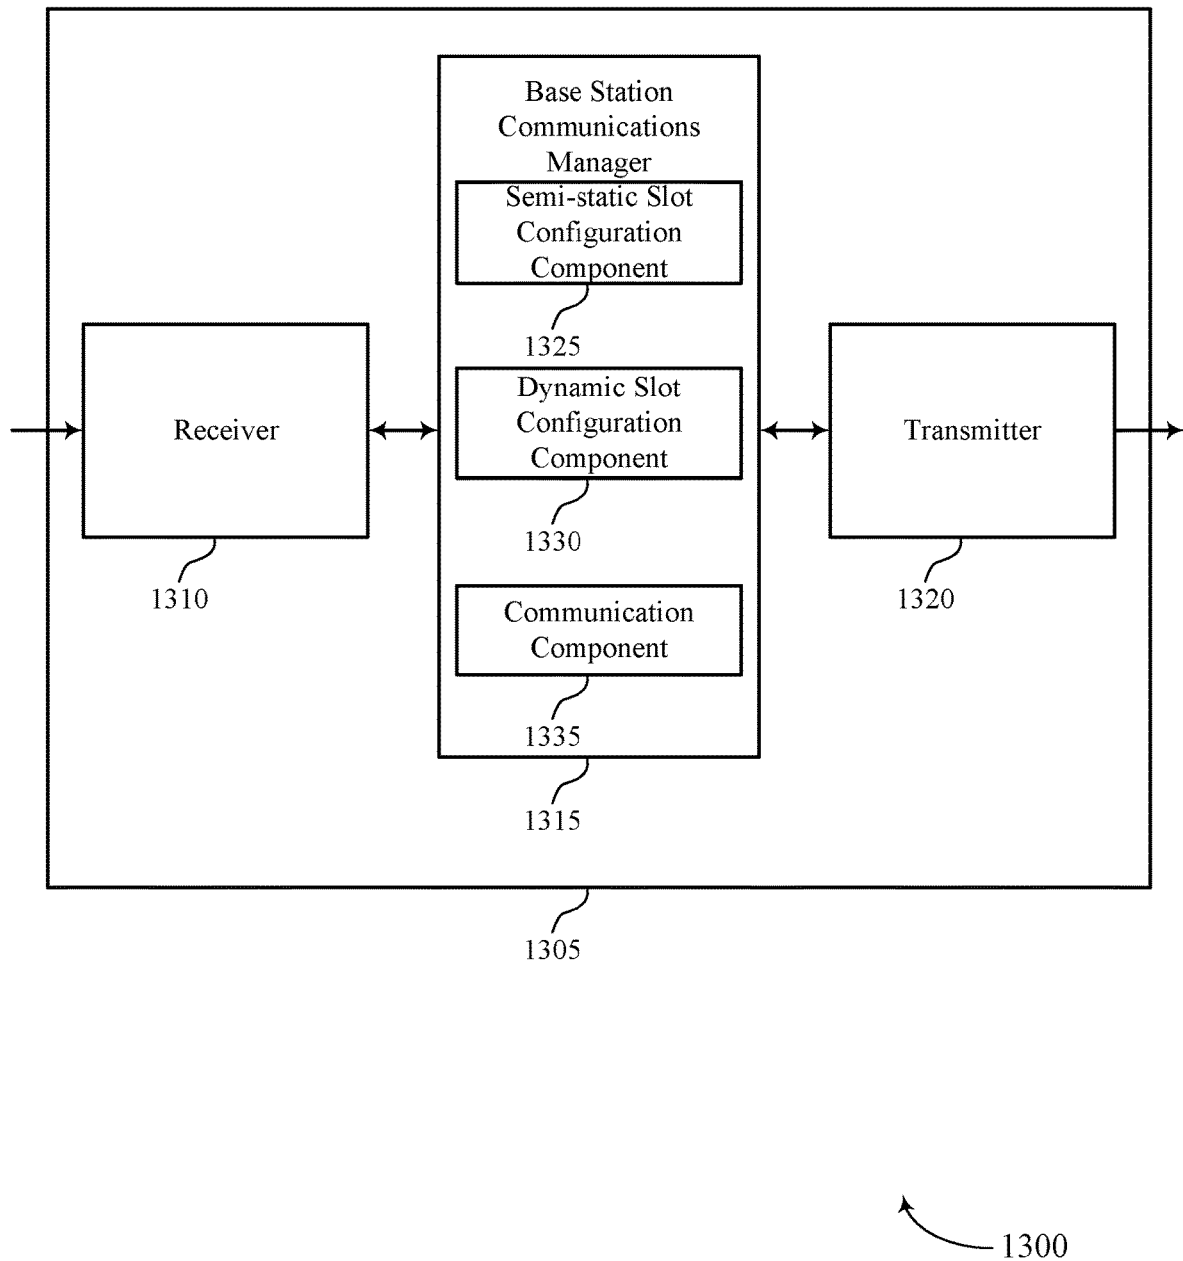 Base Station
Communications
Manager
Semi-static Slot
Configuration
Component
1325
Receiver
1310
Dynamic Slot
Configuration
Component
1330
Transmitter
1320
Communication
Component
1335
1315
1305
1300